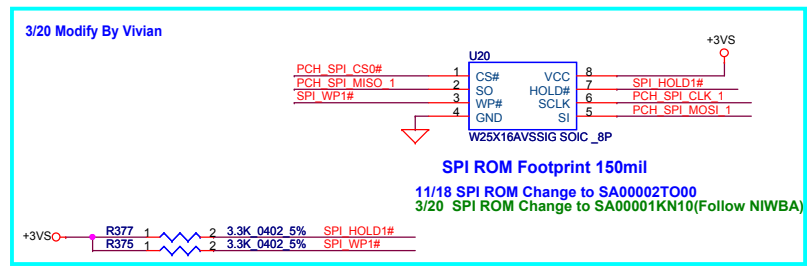 3/20 Modify By Vivian
+3VS
U20
PCH_SPI_CS0# 1 CS# VCC 8
PCH_SPI_MISO_1 2 SO HOLD# 7 SPI_HOLD1#
SPI_WP1# 3 WP# SCLK 6 PCH_SPI_CLK_1
4 GND SI 5 PCH_SPI_MOSI_1
W25X16AVSSIG SOIC _8P
SPI ROM Footprint 150mil
11/18 SPI ROM Change to SA00002TO00
3/20 SPI ROM Change to SA00001KN10(Follow NIWBA)
+3VS R377 1 2 3.3K_0402_5% SPI_HOLD1#
R375 1 2 3.3K_0402_5% SPI_WP1#